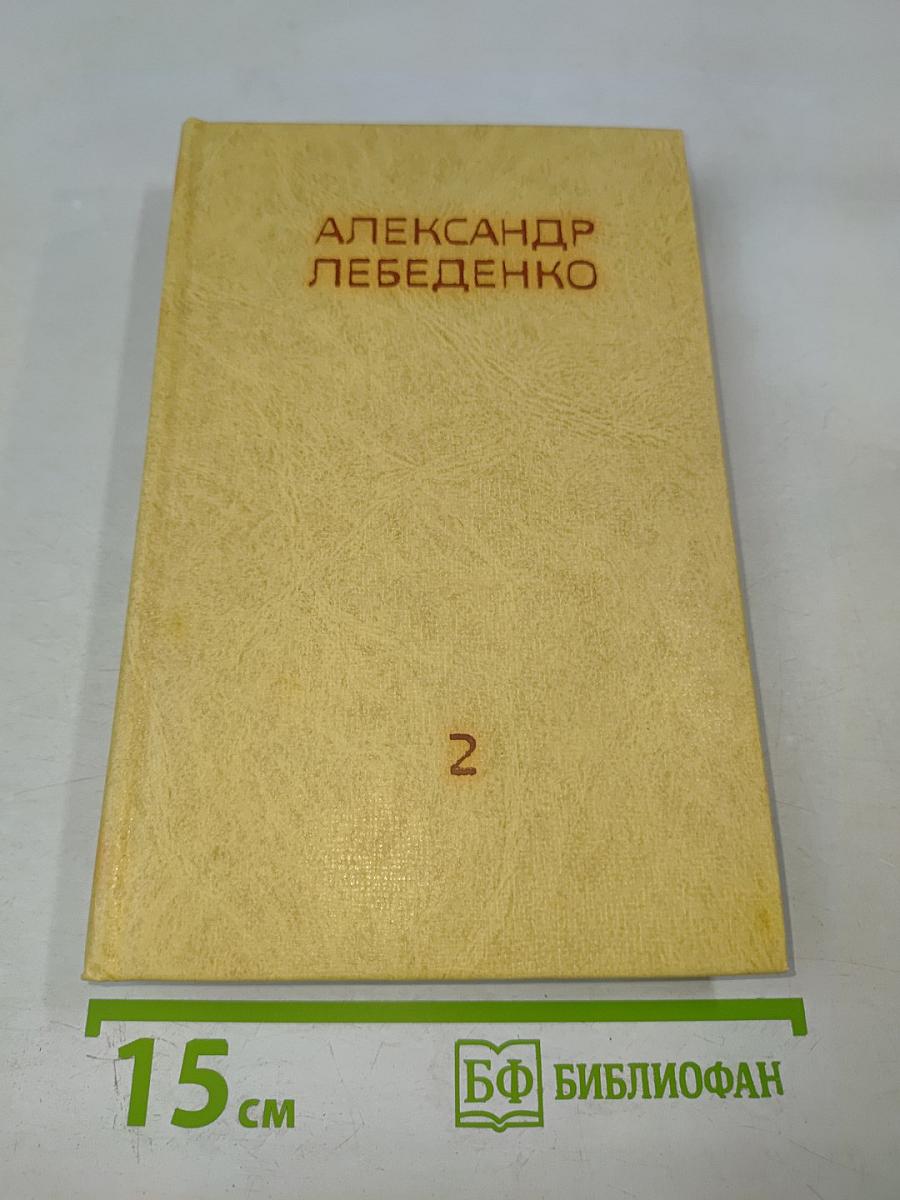 АЛЕКСАНДР
ЛЕБЕДЕНКО
2
15 см
БФ БИБЛИОФАН